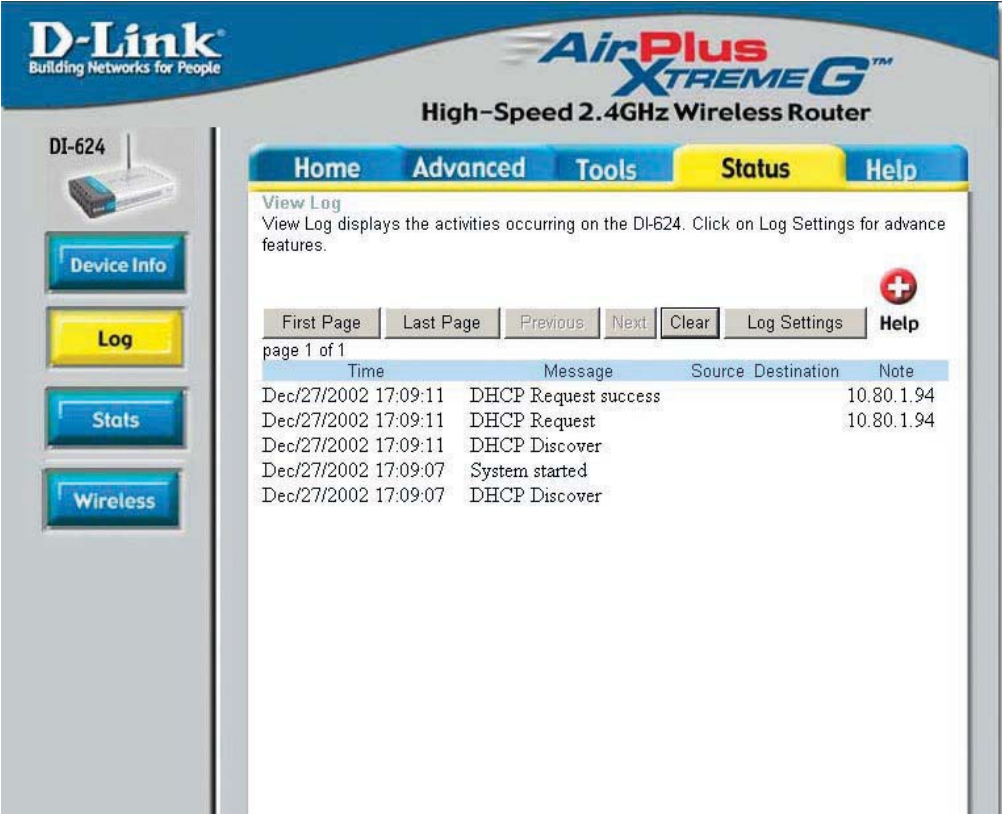 D-Link
Building Networks for People
AirPlus
XTREME G™
High-Speed 2.4GHz Wireless Router
DI-624
Home Advanced Tools Status Help
Device Info
Log
Stats
Wireless
View Log
View Log displays the activities occurring on the DI-624. Click on Log Settings for advance
features.
First Page Last Page Previous Next Clear Log Settings Help
page 1 of 1
Time Message Source Destination Note
Dec/27/2002 17:09:11 DHCP Request success 10.80.1.94
Dec/27/2002 17:09:11 DHCP Request 10.80.1.94
Dec/27/2002 17:09:11 DHCP Discover
Dec/27/2002 17:09:07 System started
Dec/27/2002 17:09:07 DHCP Discover